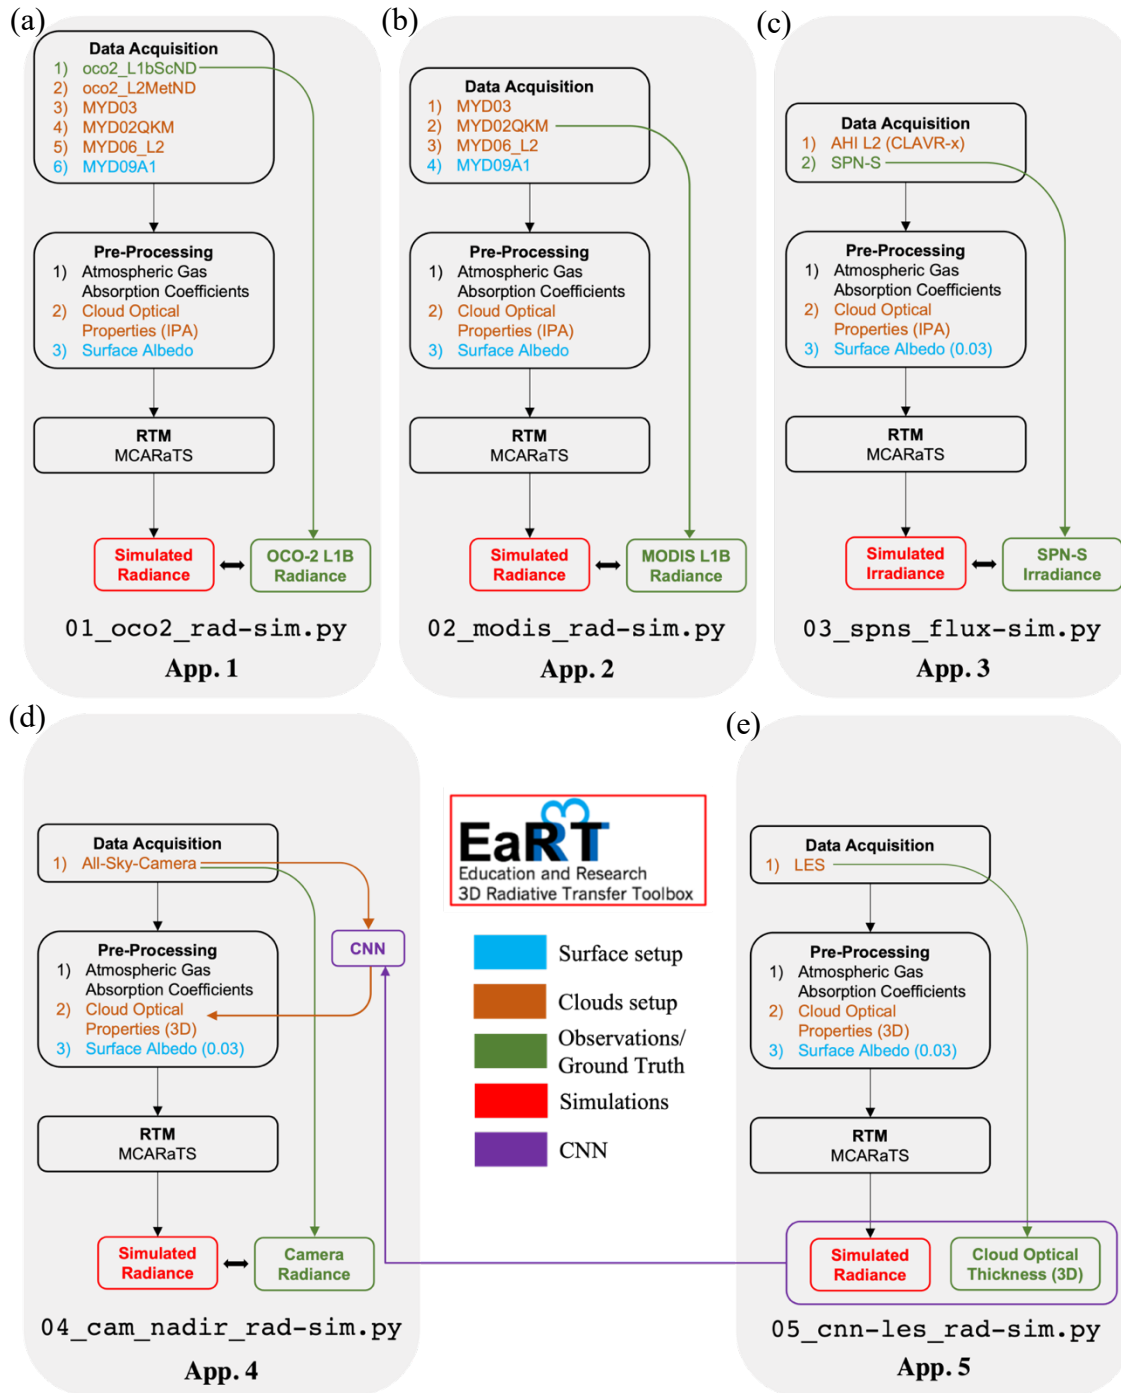 (a)
Data Acquisition
1) oco2_L1bScND
2) oco2_L2MetND
3) MYD03
4) MYD02QKM
5) MYD06_L2
6) MYD09A1
Pre-Processing
1) Atmospheric Gas
Absorption Coefficients
2) Cloud Optical
Properties (IPA)
3) Surface Albedo
RTM
MCARaTS
Simulated
Radiance
OCO-2 L1B
Radiance
01_oco2_rad-sim.py
App. 1
(b)
Data Acquisition
1) MYD03
2) MYD02QKM
3) MYD06_L2
4) MYD09A1
Pre-Processing
1) Atmospheric Gas
Absorption Coefficients
2) Cloud Optical
Properties (IPA)
3) Surface Albedo
RTM
MCARaTS
Simulated
Radiance
MODIS L1B
Radiance
02_modis_rad-sim.py
App. 2
(c)
Data Acquisition
1) AHI L2 (CLAVR-x)
2) SPN-S
Pre-Processing
1) Atmospheric Gas
Absorption Coefficients
2) Cloud Optical
Properties (IPA)
3) Surface Albedo (0.03)
RTM
MCARaTS
Simulated
Irradiance
SPN-S
Irradiance
03_spns_flux-sim.py
App. 3
(d)
Data Acquisition
1) All-Sky-Camera
CNN
Pre-Processing
1) Atmospheric Gas
Absorption Coefficients
2) Cloud Optical
Properties (3D)
3) Surface Albedo (0.03)
RTM
MCARaTS
Simulated
Radiance
Camera
Radiance
04_cam_nadir_rad-sim.py
App. 4
EaR3T
Education and Research
3D Radiative Transfer Toolbox
Surface setup
Clouds setup
Observations/
Ground Truth
Simulations
CNN
(e)
Data Acquisition
1) LES
Pre-Processing
1) Atmospheric Gas
Absorption Coefficients
2) Cloud Optical
Properties (3D)
3) Surface Albedo (0.03)
RTM
MCARaTS
Simulated
Radiance
Cloud Optical
Thickness (3D)
05_cnn-les_rad-sim.py
App. 5